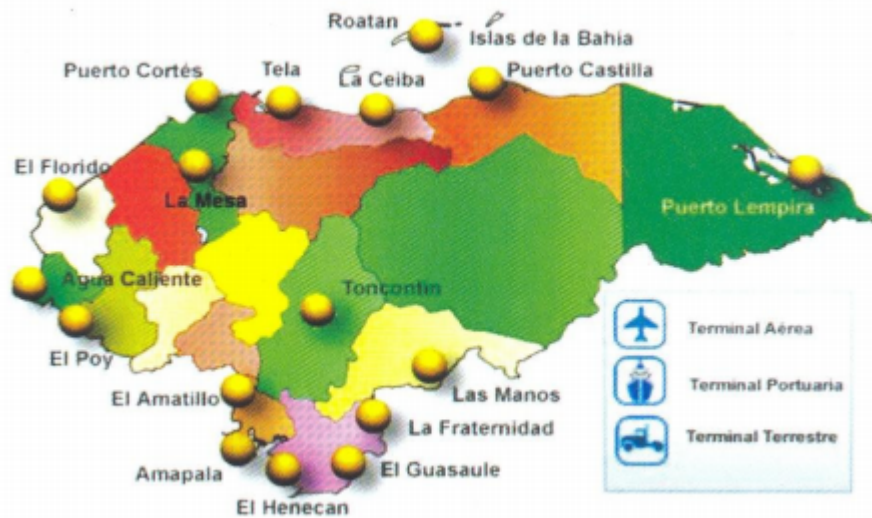 Roatan
Islas de la Bahía
Puerto Cortés
Tela
La Ceiba
Puerto Castilla
El Florido
La Mesa
Puerto Lempira
Agua Caliente
Toncontin
El Poy
El Amatillo
Las Manos
La Fraternidad
Amapala
El Guasaule
El Henecan
Terminal Aérea
Terminal Portuaria
Terminal Terrestre